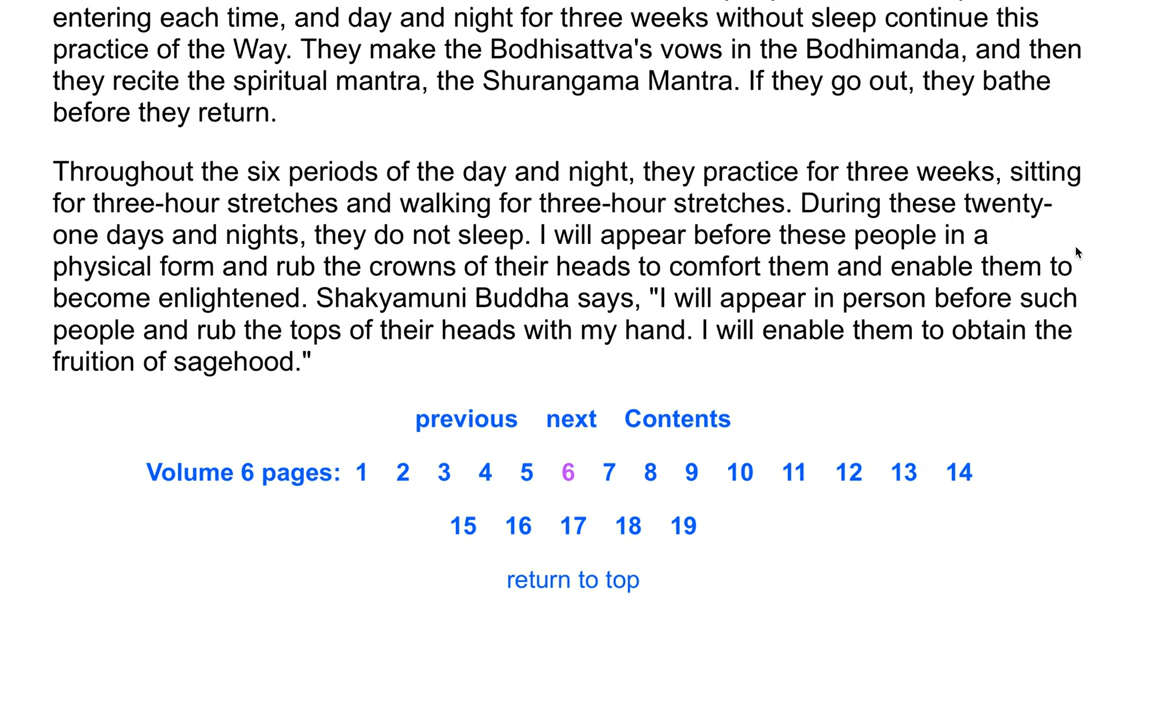 entering each time, and day and night for three weeks without sleep continue this
practice of the Way. They make the Bodhisattva's vows in the Bodhimanda, and then
they recite the spiritual mantra, the Shurangama Mantra. If they go out, they bathe
before they return.
Throughout the six periods of the day and night, they practice for three weeks, sitting
for three-hour stretches and walking for three-hour stretches. During these twenty-
one days and nights, they do not sleep. I will appear before these people in a
physical form and rub the crowns of their heads to comfort them and enable them to
become enlightened. Shakyamuni Buddha says, "I will appear in person before such
people and rub the tops of their heads with my hand. I will enable them to obtain the
fruition of sagehood."
previous next Contents
Volume 6 pages: 1 2 3 4 5 6 7 8 9 10 11 12 13 14
15 16 17 18 19
return to top